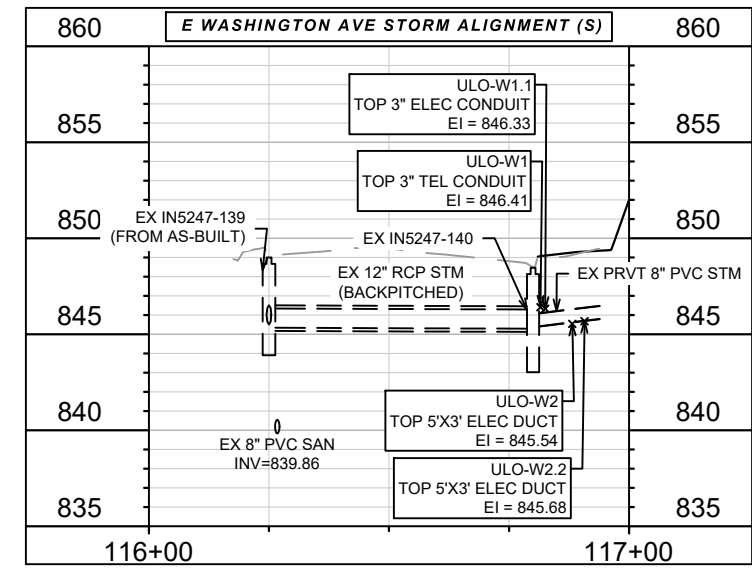 860
E WASHINGTON AVE STORM ALIGNMENT (S)
860
ULO-W1.1
TOP 3" ELEC CONDUIT
El = 846.33
855
855
ULO-W1
TOP 3" TEL CONDUIT
El = 846.41
850
850
EX IN5247-139
(FROM AS-BUILT)
EX IN5247-140
EX 12" RCP STM
(BACKPITCHED)
EX PRVT 8" PVC STM
845
845
ULO-W2
TOP 5'X3' ELEC DUCT
El = 845.54
840
840
EX 8" PVC SAN
INV=839.86
ULO-W2.2
TOP 5'X3' ELEC DUCT
El = 845.68
835
835
116+00
117+00